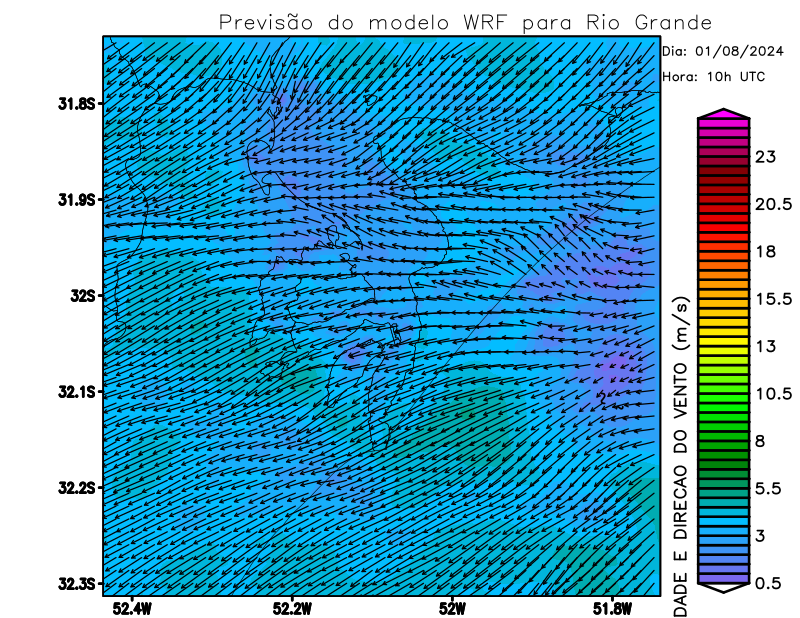 Previsão do modelo WRF para Rio Grande
Dia: 01/08/2024
Hora: 10h UTC
31.8S
31.9S
32S
32.1S
32.2S
32.3S
52.4W
52.2W
52W
51.8W
23
20.5
18
15.5
13
10.5
8
5.5
3
0.5
DADE E DIRECAO DO VENTO (m/s)